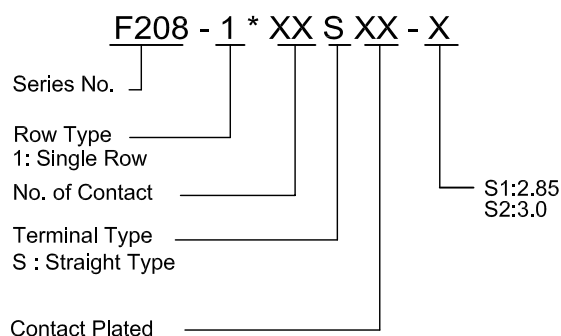 F208 - 1 * XX S XX - X
Series No.
Row Type
1: Single Row
No. of Contact
S1:2.85
S2:3.0
Terminal Type
S : Straight Type
Contact Plated